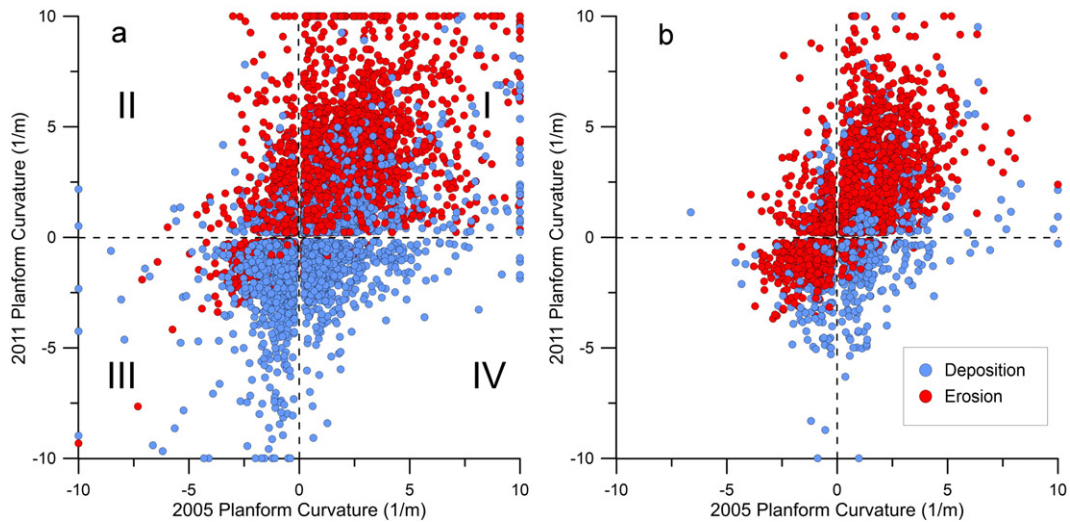 a
b
II
I
III
IV
10
5
0
-5
-10
-10
-5
0
5
10
2011 Planform Curvature (1/m)
2005 Planform Curvature (1/m)
10
5
0
-5
-10
-10
-5
0
5
10
2011 Planform Curvature (1/m)
2005 Planform Curvature (1/m)
Deposition
Erosion